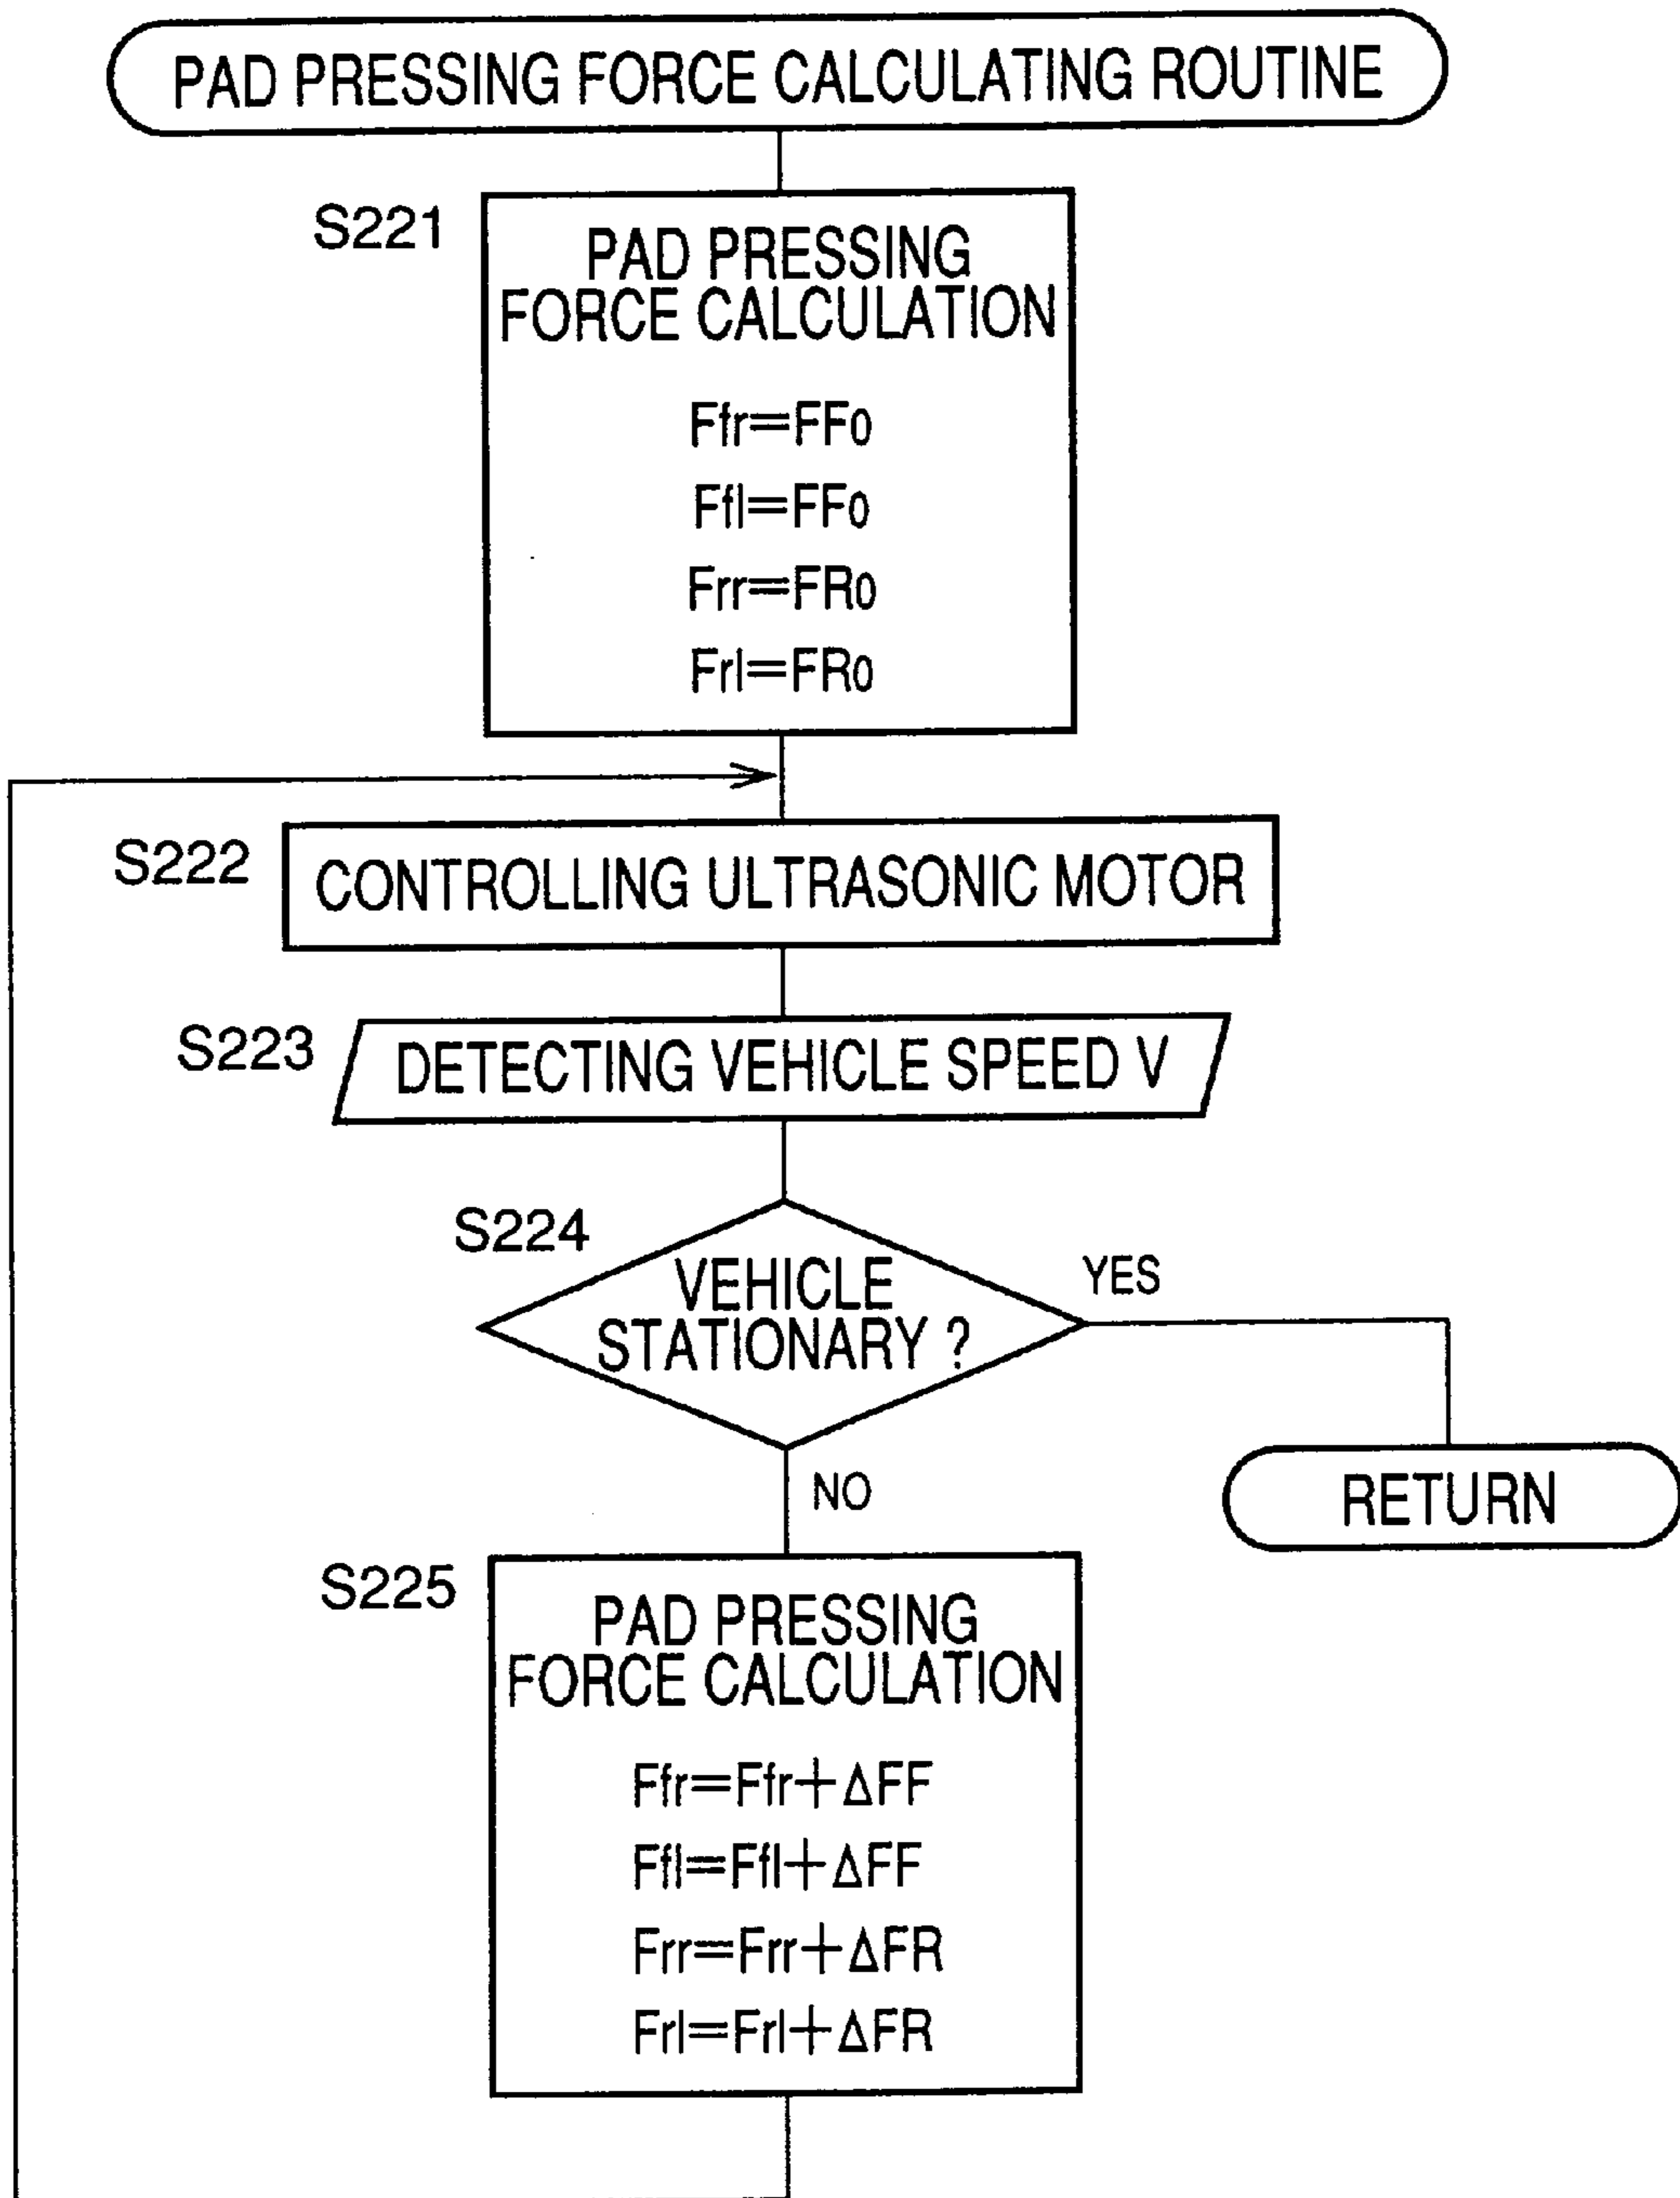 PAD PRESSING FORCE CALCULATING ROUTINE
S221
PAD PRESSING
FORCE CALCULATION
Ffr=FF0
Ffl=FF0
Frr=FR0
Frl=FR0
S222
CONTROLLING ULTRASONIC MOTOR
S223
DETECTING VEHICLE SPEED V
S224
VEHICLE
STATIONARY ?
YES
NO
RETURN
S225
PAD PRESSING
FORCE CALCULATION
Ffr=Ffr+ΔFF
Ffl=Ffl+ΔFF
Frr=Frr+ΔFR
Frl=Frl+ΔFR